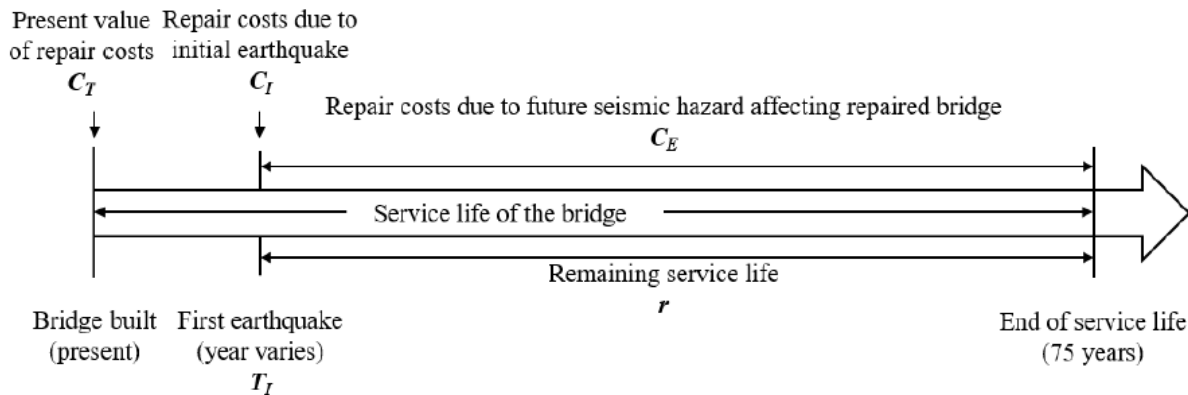 Present value
of repair costs
C_T
Repair costs due to
initial earthquake
C_I
Repair costs due to future seismic hazard affecting repaired bridge
C_E
Service life of the bridge
Remaining service life
r
Bridge built
(present)
First earthquake
(year varies)
T_I
End of service life
(75 years)